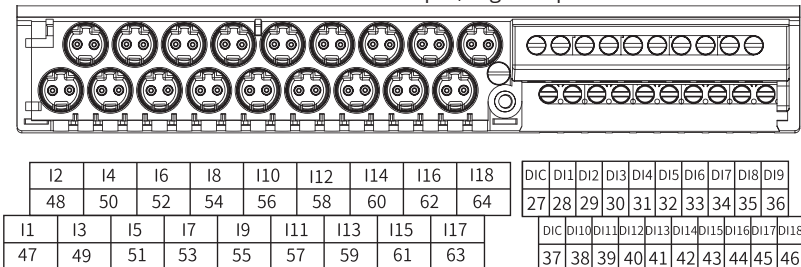 I2 I4 I6 I8 I10 I12 I14 I16 I18
48 50 52 54 56 58 60 62 64
I1 I3 I5 I7 I9 I11 I13 I15 I17
47 49 51 53 55 57 59 61 63
DIC DI1 DI2 DI3 DI4 DI5 DI6 DI7 DI8 DI9
27 28 29 30 31 32 33 34 35 36
DIC DI10 DI11 DI12 DI13 DI14 DI15 DI16 DI17 DI18
37 38 39 40 41 42 43 44 45 46